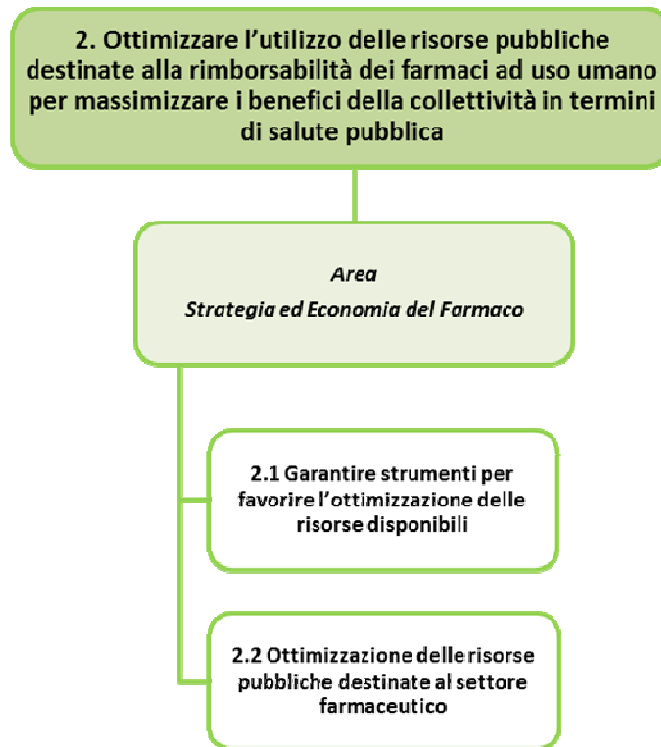 2. Ottimizzare l'utilizzo delle risorse pubbliche
destinate alla rimborsabilità dei farmaci ad uso umano
per massimizzare i benefici della collettività in termini
di salute pubblica
Area
Strategia ed Economia del Farmaco
2.1 Garantire strumenti per
favorire l'ottimizzazione delle
risorse disponibili
2.2 Ottimizzazione delle risorse
pubbliche destinate al settore
farmaceutico